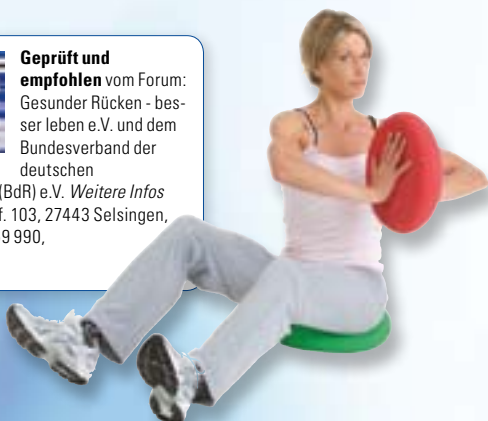 Geprüft und
empfohlen vom Forum:
Gesunder Rücken - bes-
ser leben e.V. und dem
Bundesverband der
deutschen
(BdR) e.V. Weitere Infos
f. 103, 27443 Selsingen,
9 990,